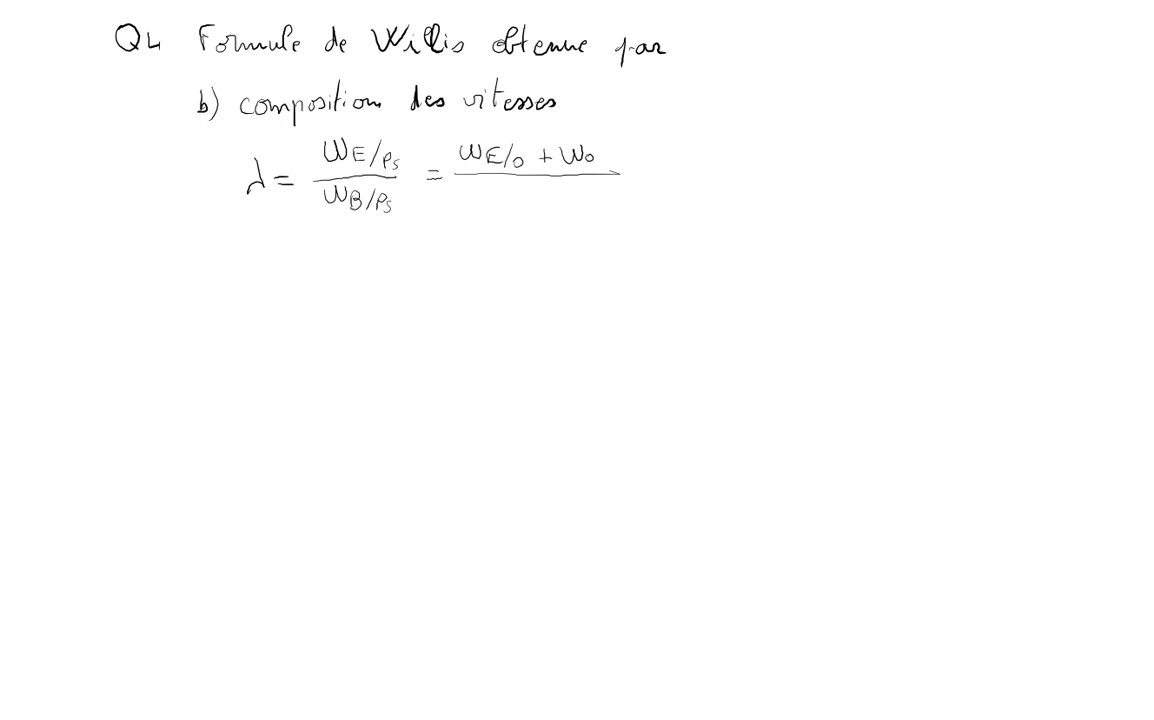 Q4 Formule de Willis obtenue par
b) composition des vitesses
λ = ωE/PS / ωB/PS = ωE/0 + ω0